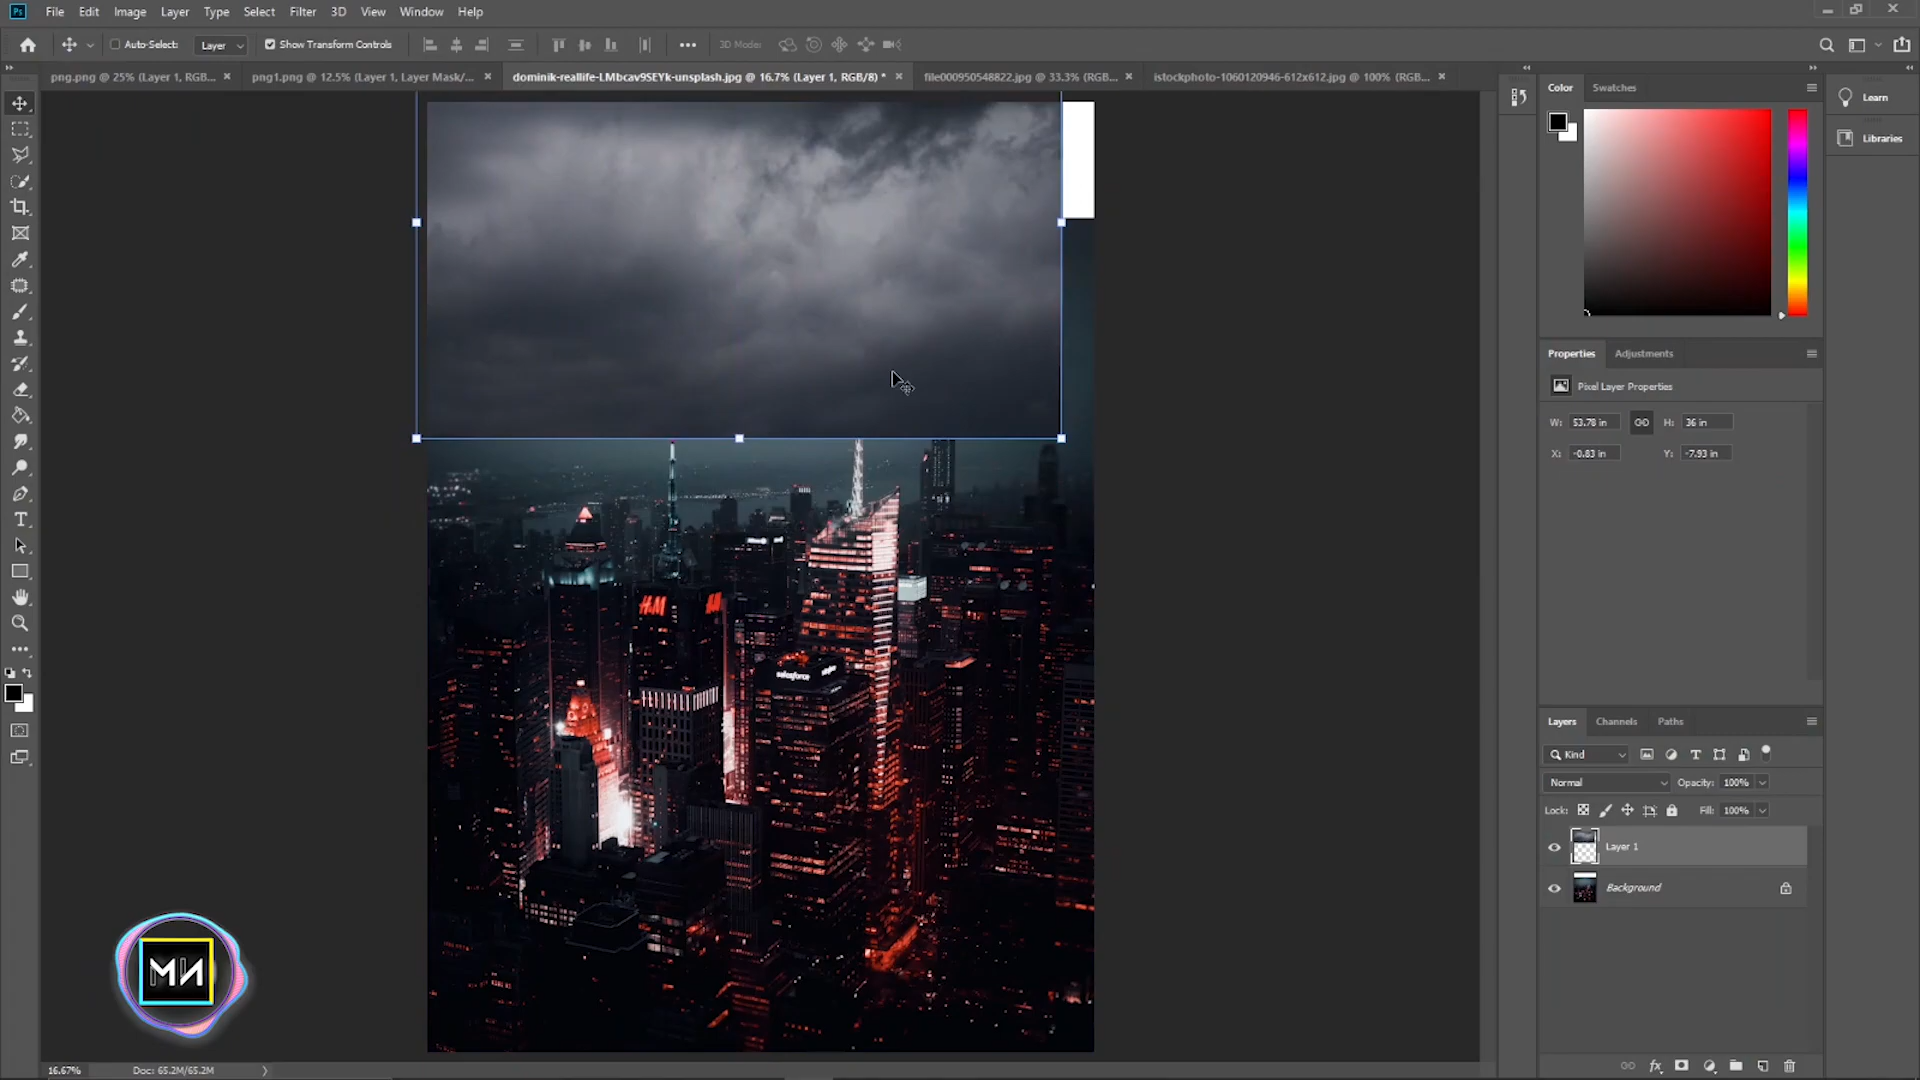 Ps File Edit Image Layer Type Select Filter 3D View Window Help
Auto-Select: Layer Show Transform Controls 3D Mode:
png.png @ 25% (Layer 1, RGB... × png1.png @ 12.5% (Layer 1, Layer Mask/... × dominik-reallife-LMbcav9SEYk-unsplash.jpg @ 16.7% (Layer 1, RGB/8) * × file000950548822.jpg @ 33.3% (RGB... × istockphoto-1060120946-612x612.jpg @ 100% (RGB... ×
Color Swatches
Learn
Libraries
Properties Adjustments
Pixel Layer Properties
W: 53.78 in H: 36 in
X: -0.83 in Y: -7.93 in
H&M
salesforce
Layers Channels Paths
Kind
Normal Opacity: 100%
Lock: Fill: 100%
Layer 1
Background
MN
16.67% Doc: 65.2M/65.2M